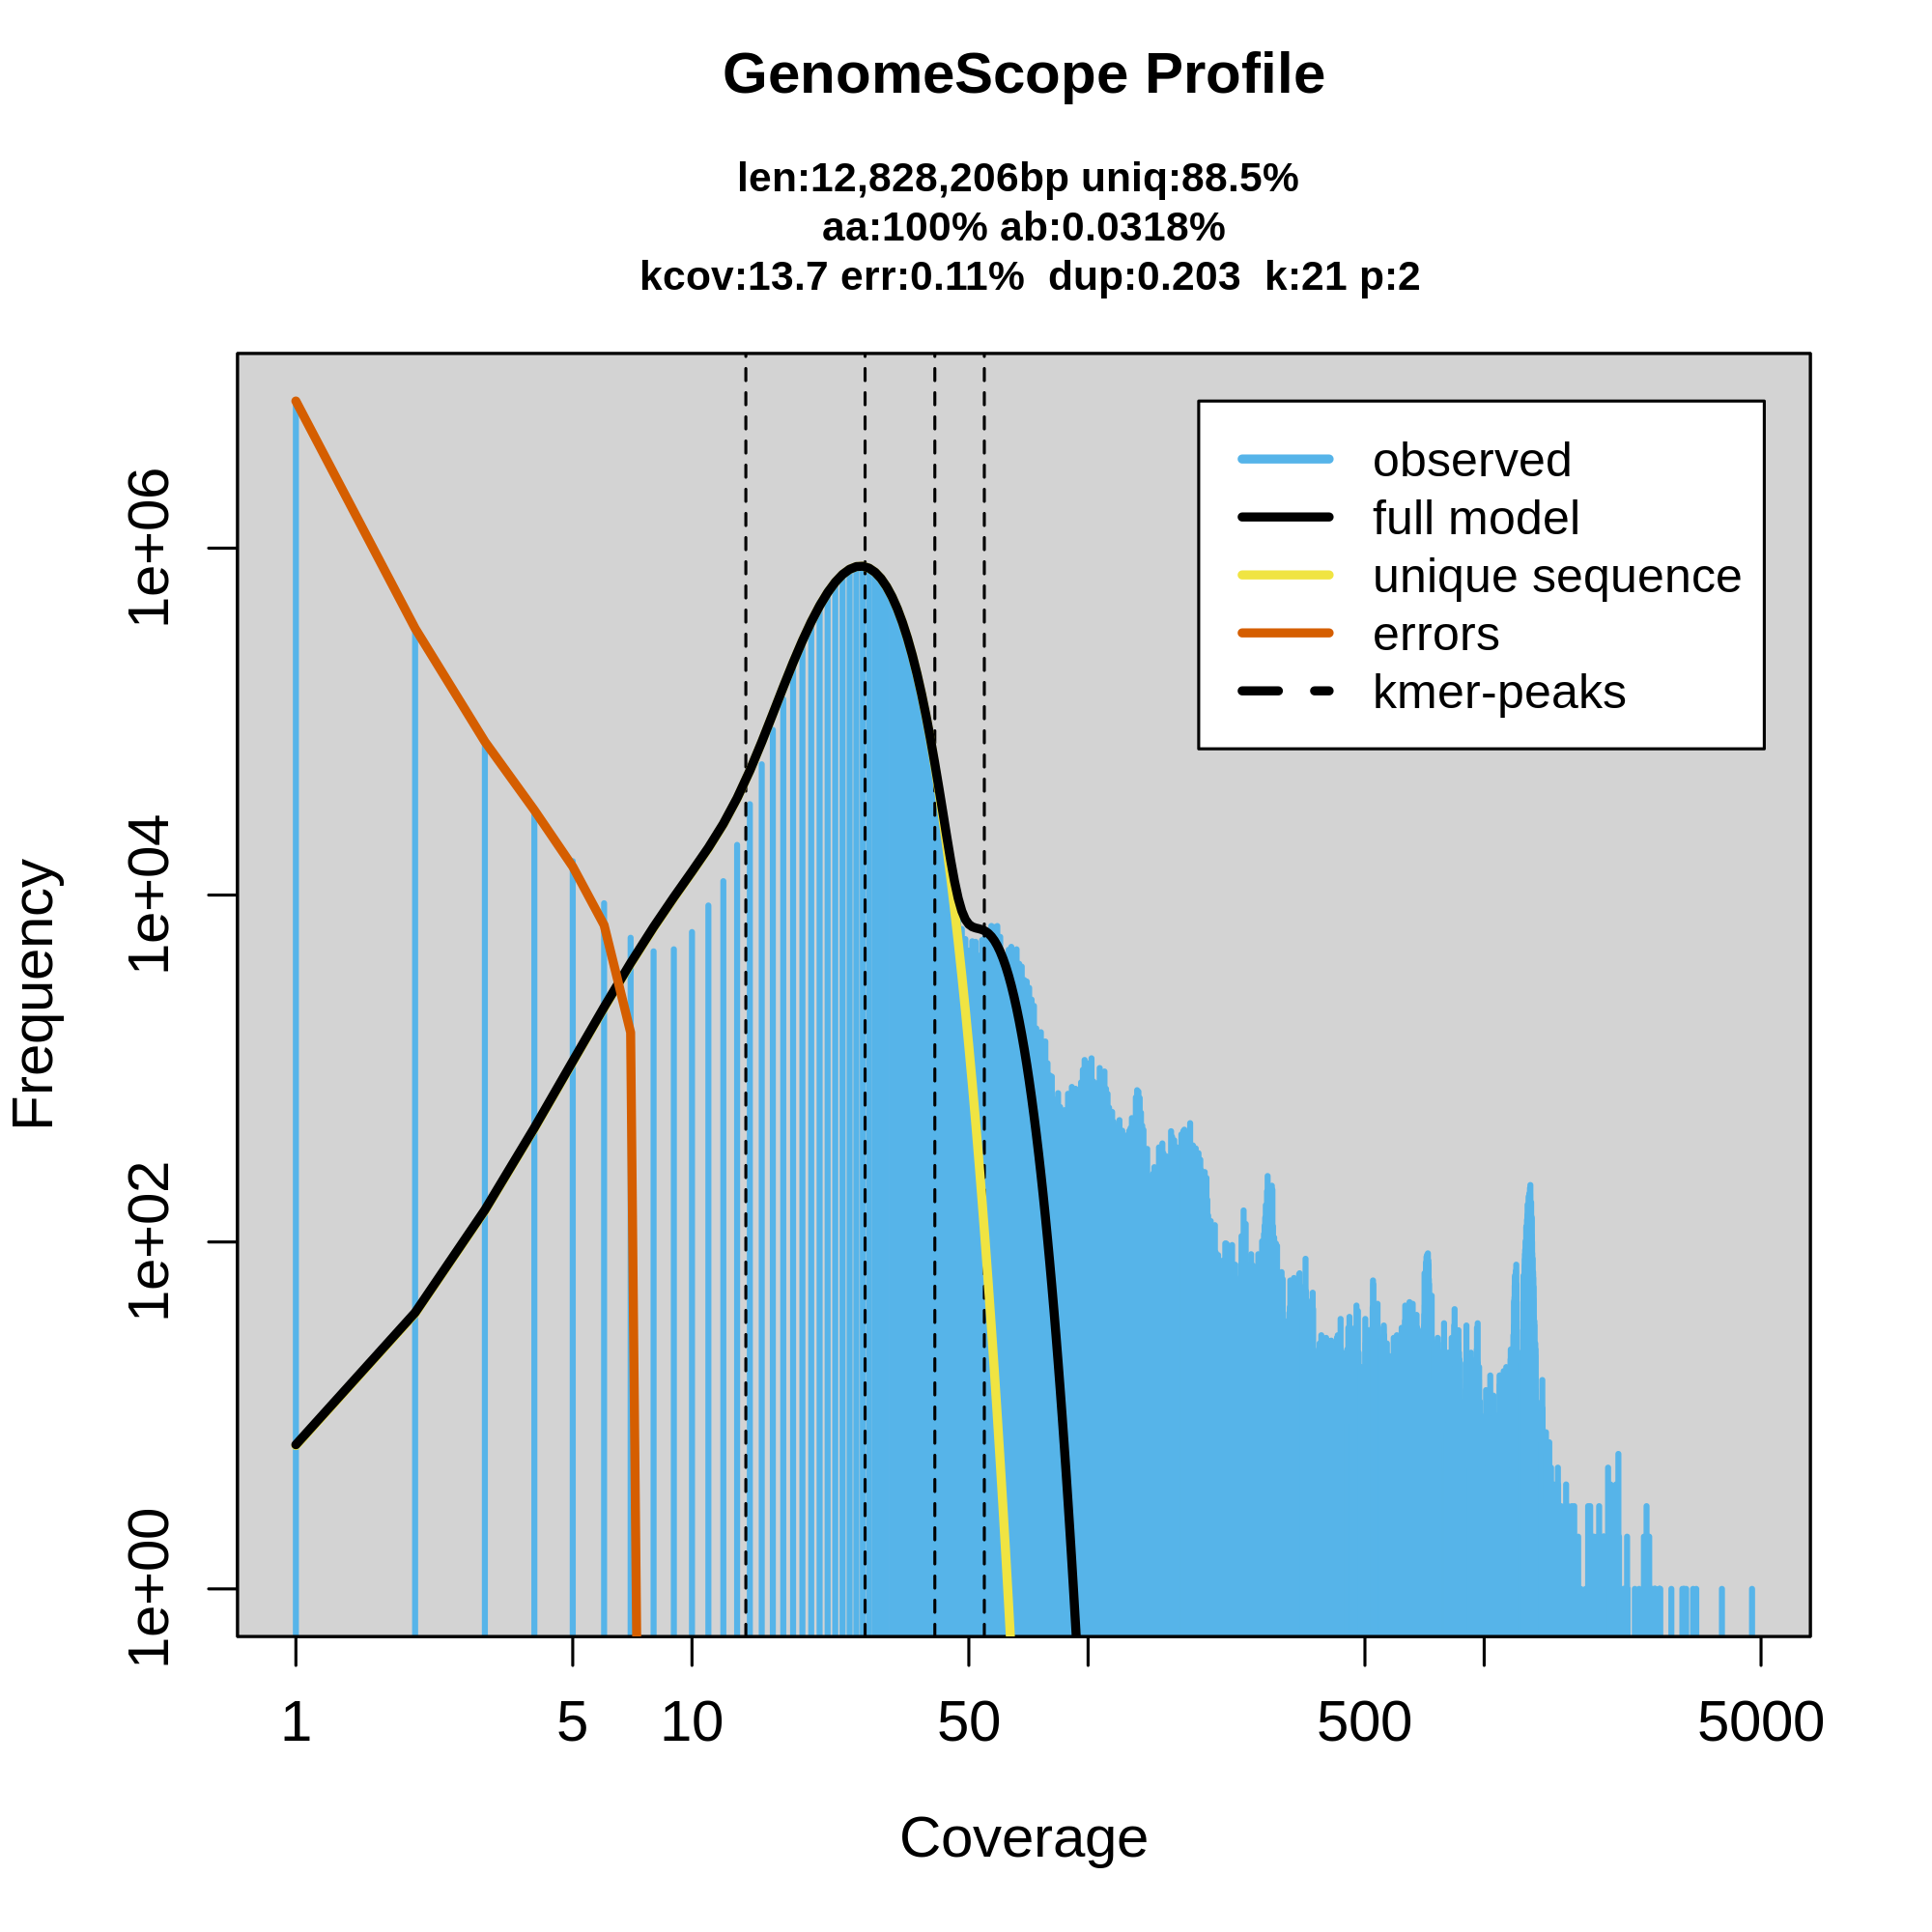 GenomeScope Profile
len:12,828,206bp uniq:88.5%
aa:100% ab:0.0318%
kcov:13.7 err:0.11%  dup:0.203  k:21 p:2
observed
full model
unique sequence
errors
kmer-peaks
Frequency
1e+06
1e+04
1e+02
1e+00
1 5 10 50 500 5000
Coverage